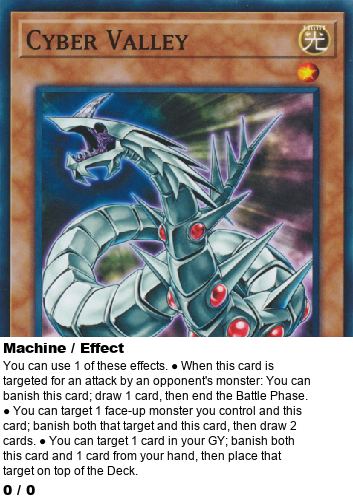 CYBER VALLEY
光
Machine / Effect
You can use 1 of these effects. ● When this card is
targeted for an attack by an opponent's monster: You can
banish this card; draw 1 card, then end the Battle Phase.
● You can target 1 face-up monster you control and this
card; banish both that target and this card, then draw 2
cards. ● You can target 1 card in your GY; banish both
this card and 1 card from your hand, then place that
target on top of the Deck.
0 / 0